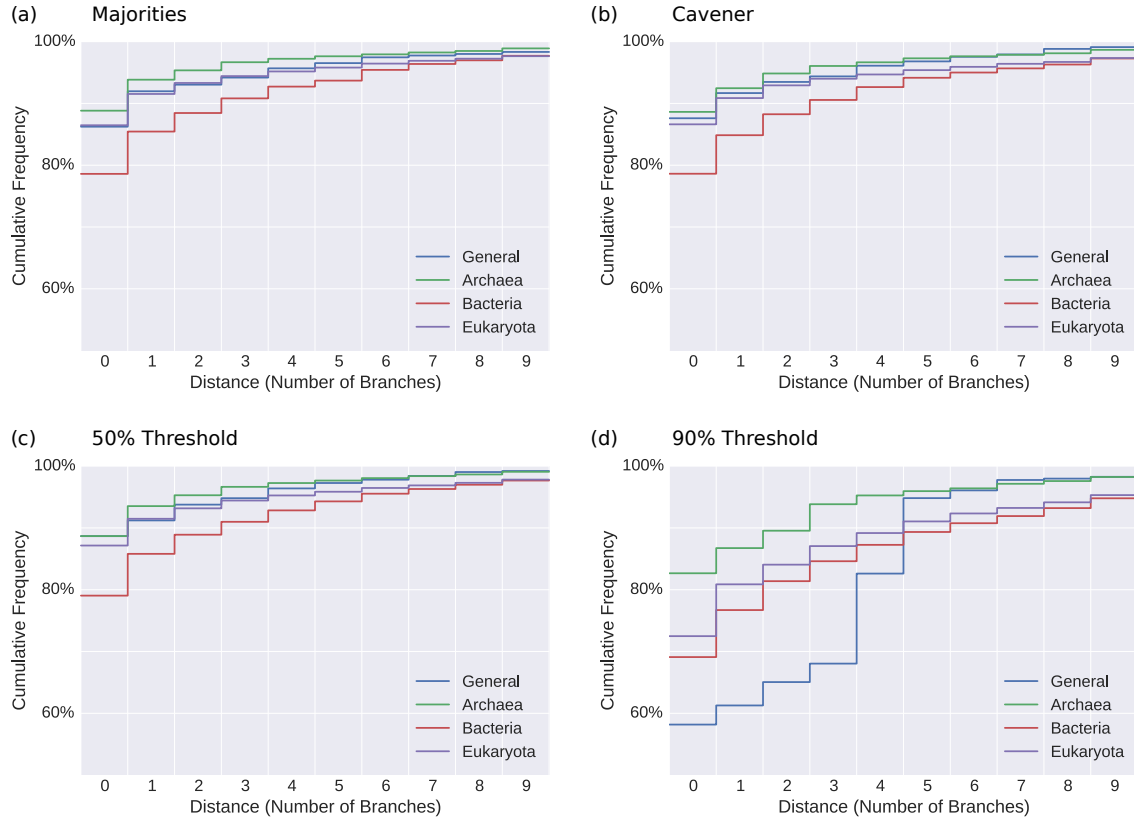 (a) Majorities
100%
80%
60%
Cumulative Frequency
General
Archaea
Bacteria
Eukaryota
0 1 2 3 4 5 6 7 8 9
Distance (Number of Branches)
(b) Cavener
100%
80%
60%
Cumulative Frequency
General
Archaea
Bacteria
Eukaryota
0 1 2 3 4 5 6 7 8 9
Distance (Number of Branches)
(c) 50% Threshold
100%
80%
60%
Cumulative Frequency
General
Archaea
Bacteria
Eukaryota
0 1 2 3 4 5 6 7 8 9
Distance (Number of Branches)
(d) 90% Threshold
100%
80%
60%
Cumulative Frequency
General
Archaea
Bacteria
Eukaryota
0 1 2 3 4 5 6 7 8 9
Distance (Number of Branches)